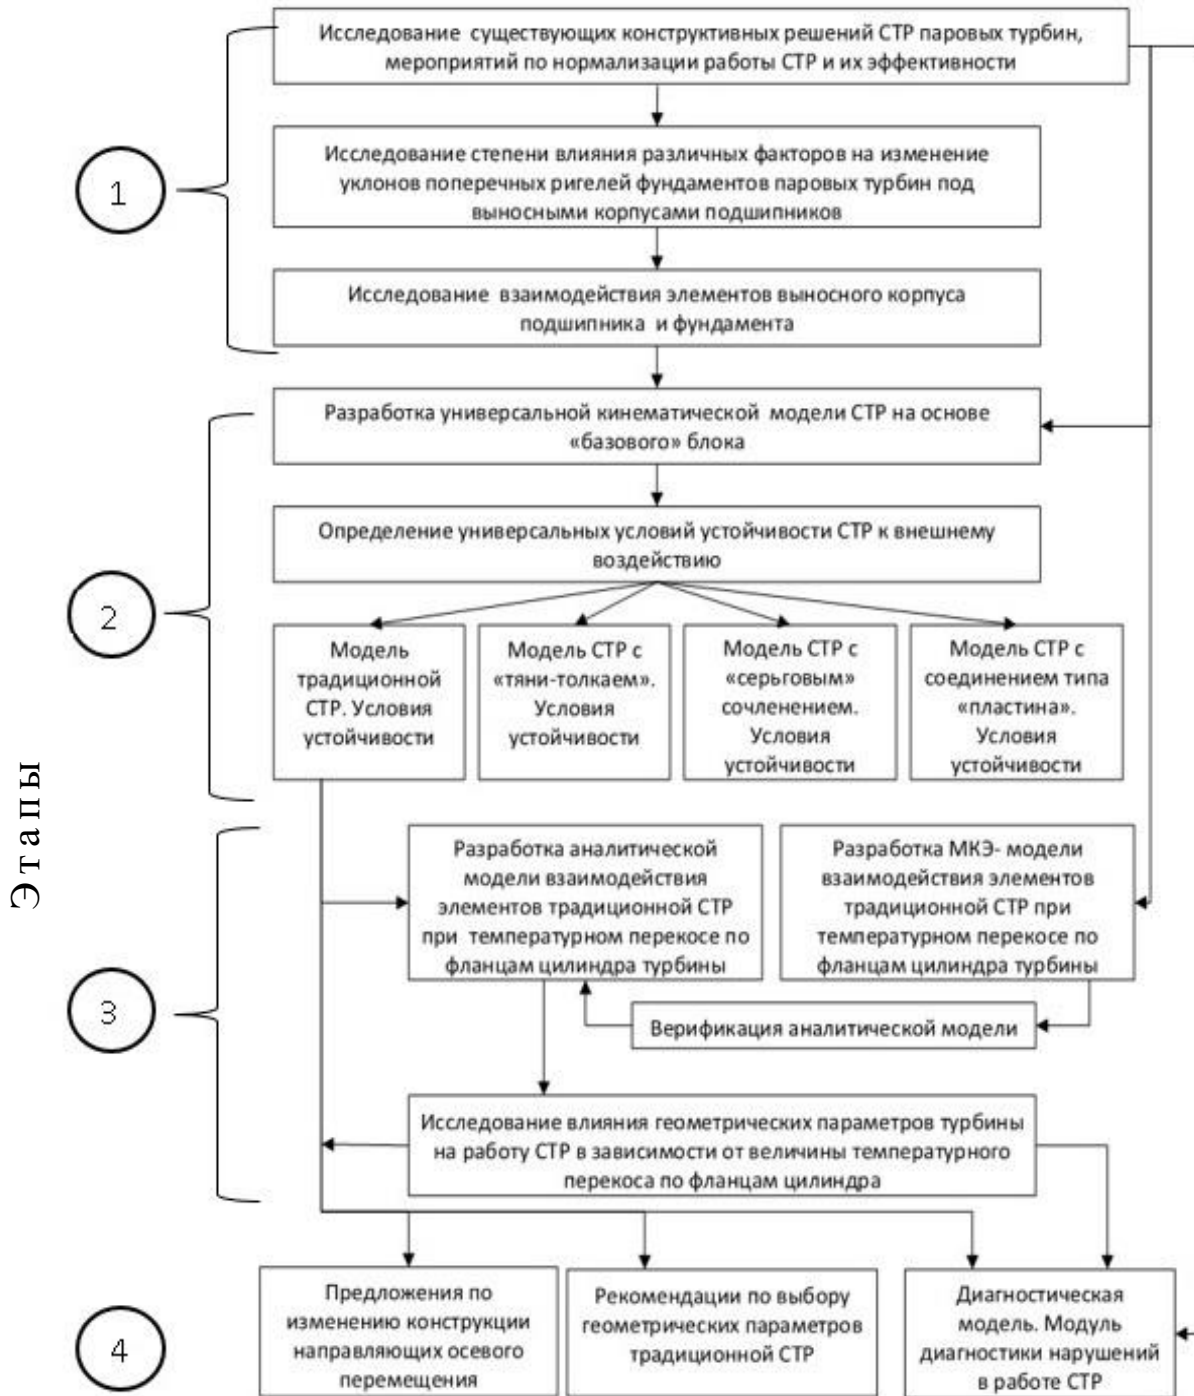 Этапы
1
Исследование существующих конструктивных решений СТР паровых турбин,
мероприятий по нормализации работы СТР и их эффективности
Исследование степени влияния различных факторов на изменение
уклонов поперечных ригелей фундаментов паровых турбин под
выносными корпусами подшипников
Исследование взаимодействия элементов выносного корпуса
подшипника и фундамента
2
Разработка универсальной кинематической модели СТР на основе
«базового» блока
Определение универсальных условий устойчивости СТР к внешнему
воздействию
Модель
традиционной
СТР. Условия
устойчивости
Модель СТР с
«тяни-толкаем».
Условия
устойчивости
Модель СТР с
«серьговым»
сочленением.
Условия
устойчивости
Модель СТР с
соединением типа
«пластина».
Условия
устойчивости
3
Разработка аналитической
модели взаимодействия
элементов традиционной СТР
при температурном перекосе по
фланцам цилиндра турбины
Разработка МКЭ- модели
взаимодействия элементов
традиционной СТР при
температурном перекосе по
фланцам цилиндра турбины
Верификация аналитической модели
Исследование влияния геометрических параметров турбины
на работу СТР в зависимости от величины температурного
перекоса по фланцам цилиндра
4
Предложения по
изменению конструкции
направляющих осевого
перемещения
Рекомендации по выбору
геометрических параметров
традиционной СТР
Диагностическая
модель. Модуль
диагностики нарушений
в работе СТР